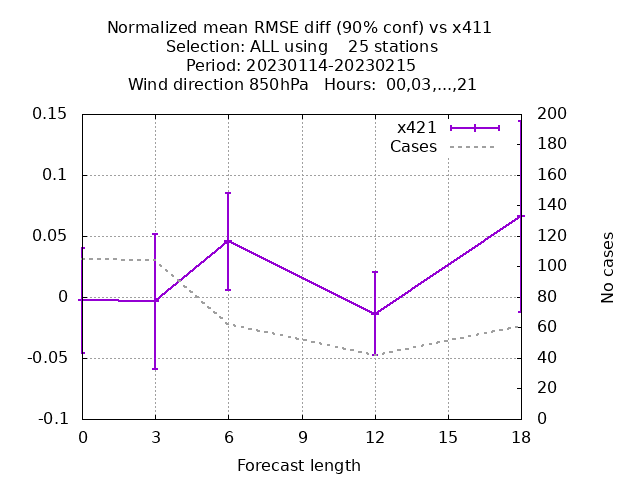 Normalized mean RMSE diff (90% conf) vs x411
Selection: ALL using    25 stations
Period: 20230114-20230215
Wind direction 850hPa   Hours:  00,03,...,21
0.15
0.1
0.05
0
-0.05
-0.1
x421
Cases
200
180
160
140
120
100
80
60
40
20
0
No cases
0 3 6 9 12 15 18
Forecast length